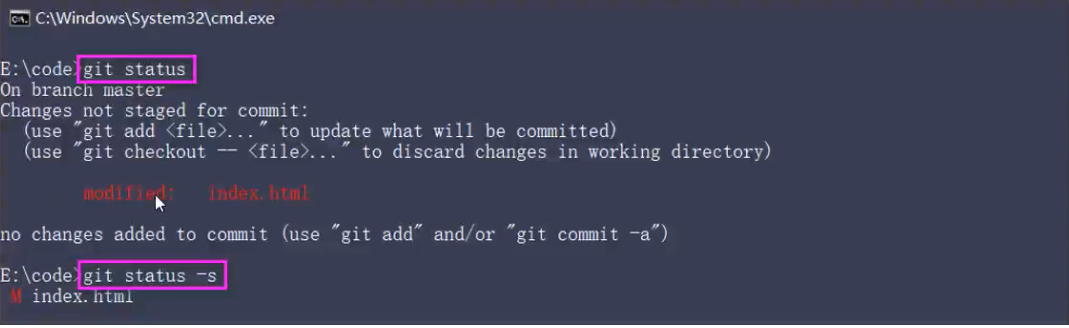 C:\Windows\System32\cmd.exe
E:\code>git status
On branch master
Changes not staged for commit:
  (use "git add <file>..." to update what will be committed)
  (use "git checkout -- <file>..." to discard changes in working directory)
        modified:   index.html
no changes added to commit (use "git add" and/or "git commit -a")
E:\code>git status -s
 M index.html